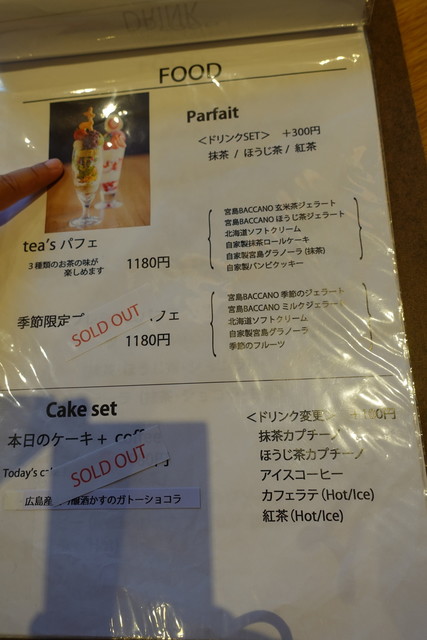 FOOD
Parfait
＜ドリンクSET＞ +300円
抹茶 / ほうじ茶 / 紅茶
tea's パフェ
3種類のお茶の味が
楽しめます
1180円
宮島BACCANO 玄米茶ジェラート
宮島BACCANO ほうじ茶ジェラート
北海道ソフトクリーム
自家製抹茶ロールケーキ
自家製宮島グラノーラ (抹茶)
自家製バンビクッキー
季節限定
フェ
SOLD OUT
1180円
宮島BACCANO 季節のジェラート
宮島BACCANO ミルクジェラート
北海道ソフトクリーム
自家製宮島グラノーラ
季節のフルーツ
Cake set
本日のケーキ +
Today's
SOLD OUT
円
広島産
酒かすのガトーショコラ
＜ドリンク変更＞
抹茶カプチーノ
ほうじ茶カプチーノ
アイスコーヒー
カフェラテ (Hot/Ice)
紅茶 (Hot/Ice)